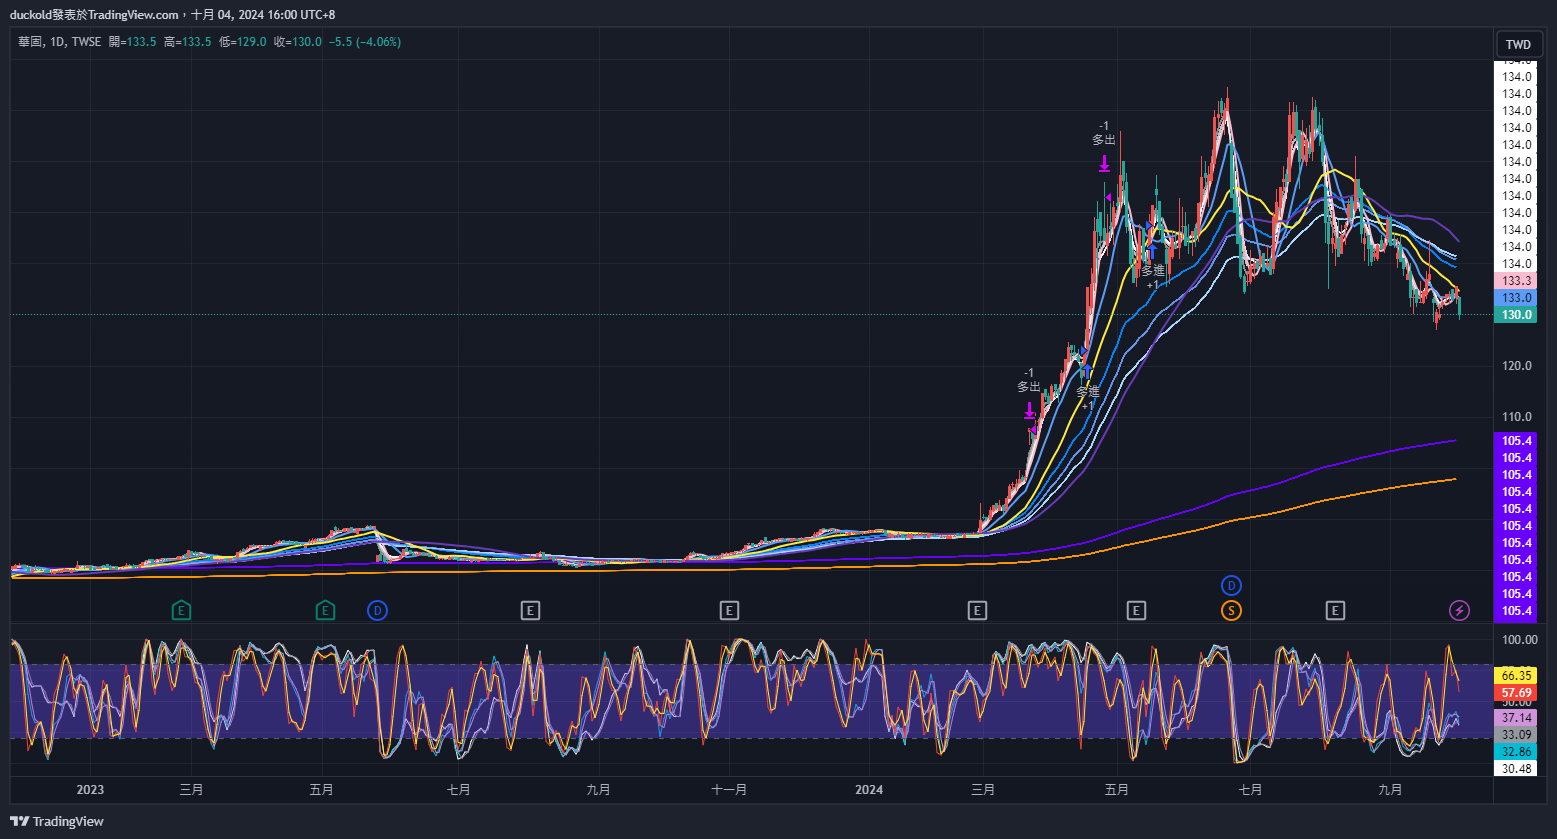 duckold發表於TradingView.com，十月 04, 2024 16:00 UTC+8
華固, 1D, TWSE 開=133.5 高=133.5 低=129.0 收=130.0 −5.5 (−4.06%)
TWD
134.0
134.0
134.0
134.0
134.0
134.0
134.0
134.0
134.0
134.0
134.0
134.0
134.0
133.3
133.0
130.0
120.0
110.0
105.4
105.4
105.4
105.4
105.4
105.4
105.4
105.4
105.4
105.4
105.4
-1
多出
多進
+1
-1
多出
多進
+1
D
E
E
D
E
E
E
E
S
E
100.00
66.35
57.69
50.00
37.14
33.09
32.86
30.48
2023
三月
五月
七月
九月
十一月
2024
三月
五月
七月
九月
TradingView